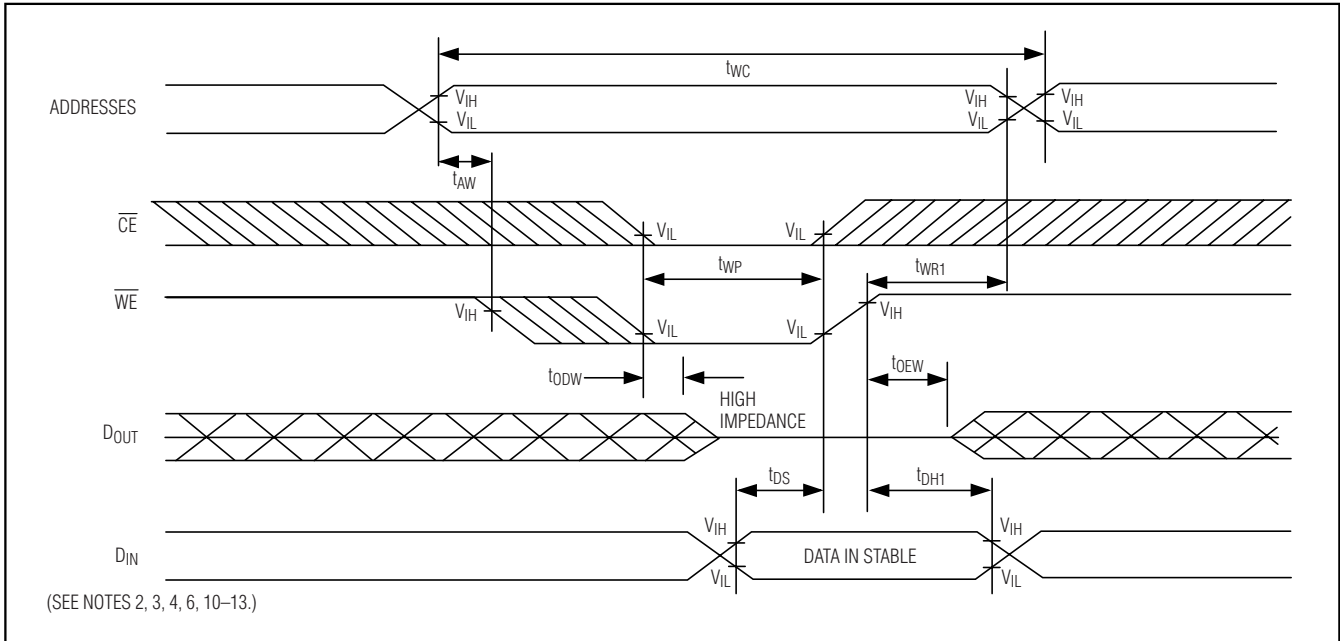 tWC
ADDRESSES
VIH
VIL
VIH
VIL
VIH
VIL
tAW
CE
VIL
VIL
tWP
tWR1
WE
VIH
VIL
VIL
VIH
tODW
tOEW
HIGH
IMPEDANCE
DOUT
tDS
tDH1
VIH
VIH
DIN
DATA IN STABLE
VIL
VIL
(SEE NOTES 2, 3, 4, 6, 10–13.)